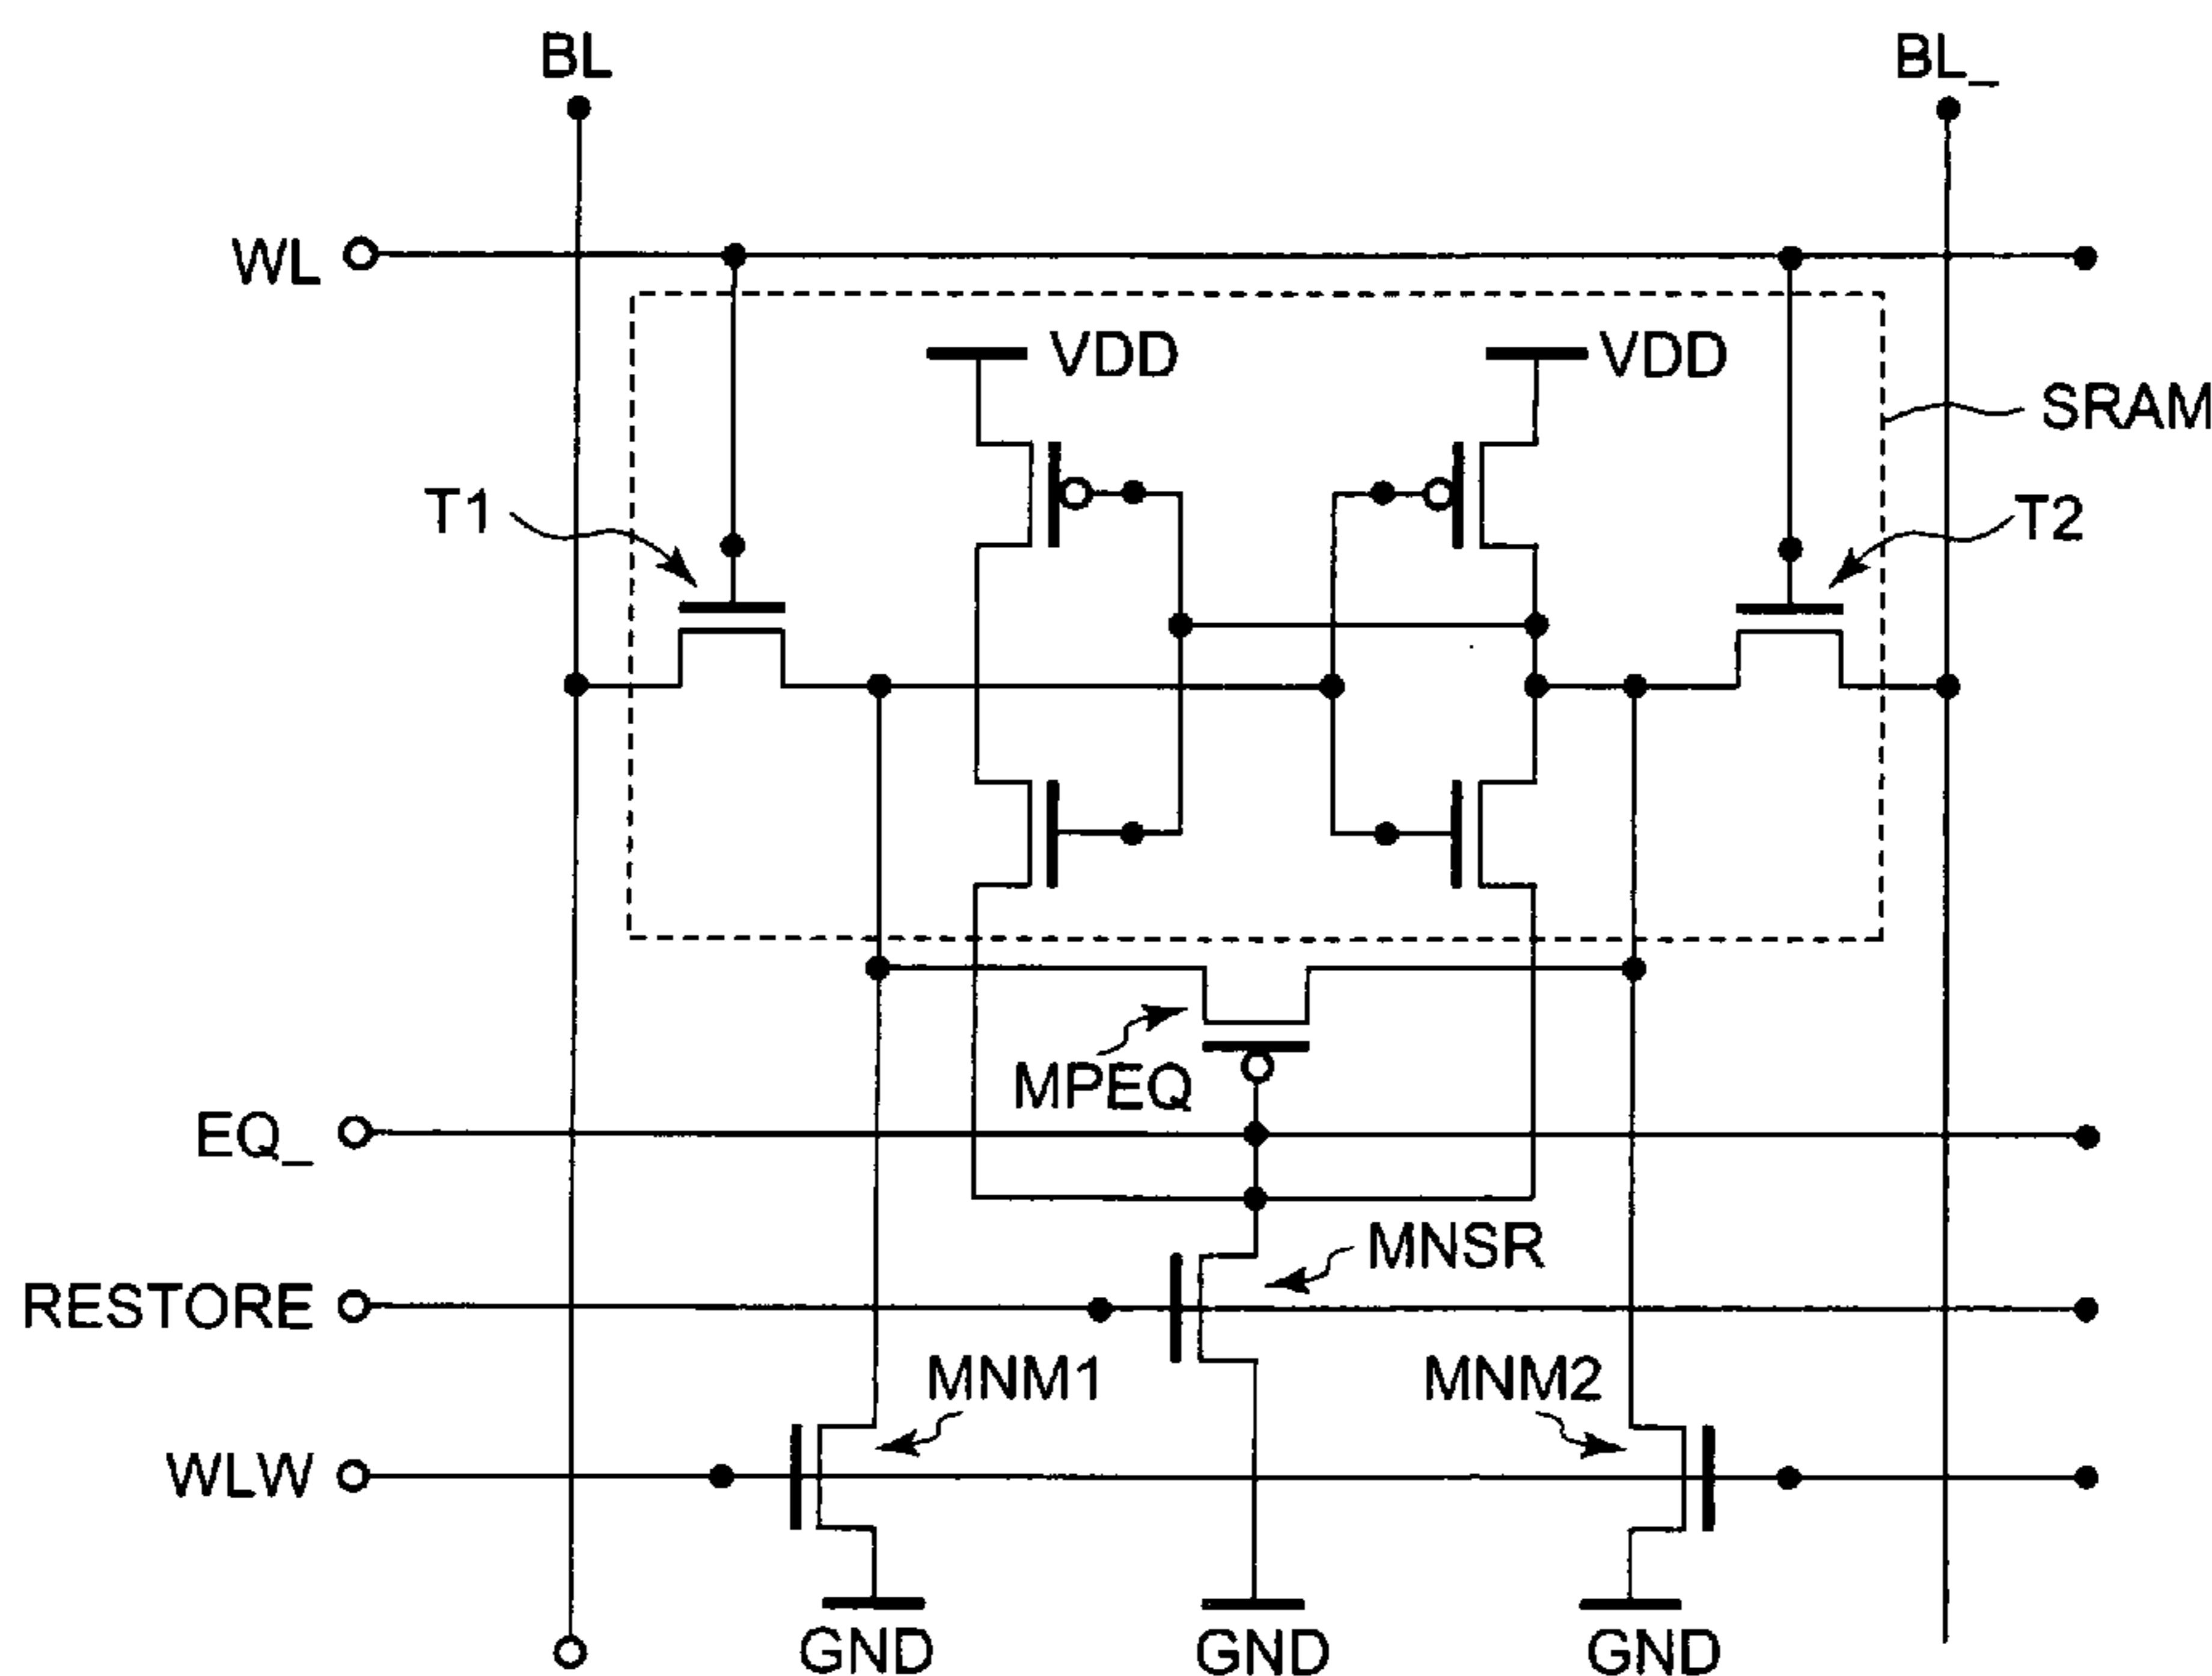 BL
BL_
WL
VDD
VDD
SRAM
T1
T2
MPEQ
EQ_
MNSR
RESTORE
MNM1
MNM2
WLW
GND
GND
GND